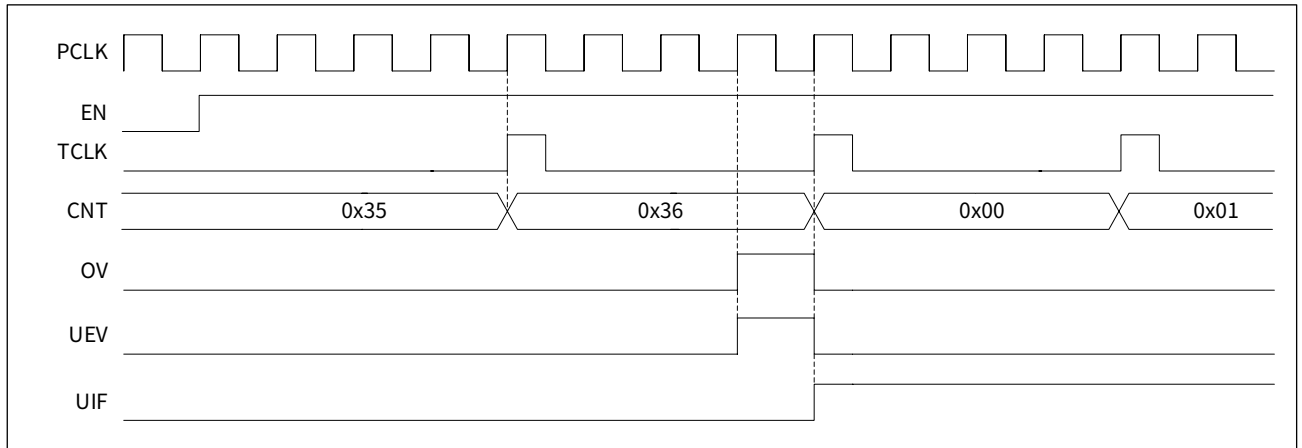 PCLK
EN
TCLK
CNT 0x35 0x36 0x00 0x01
OV
UEV
UIF